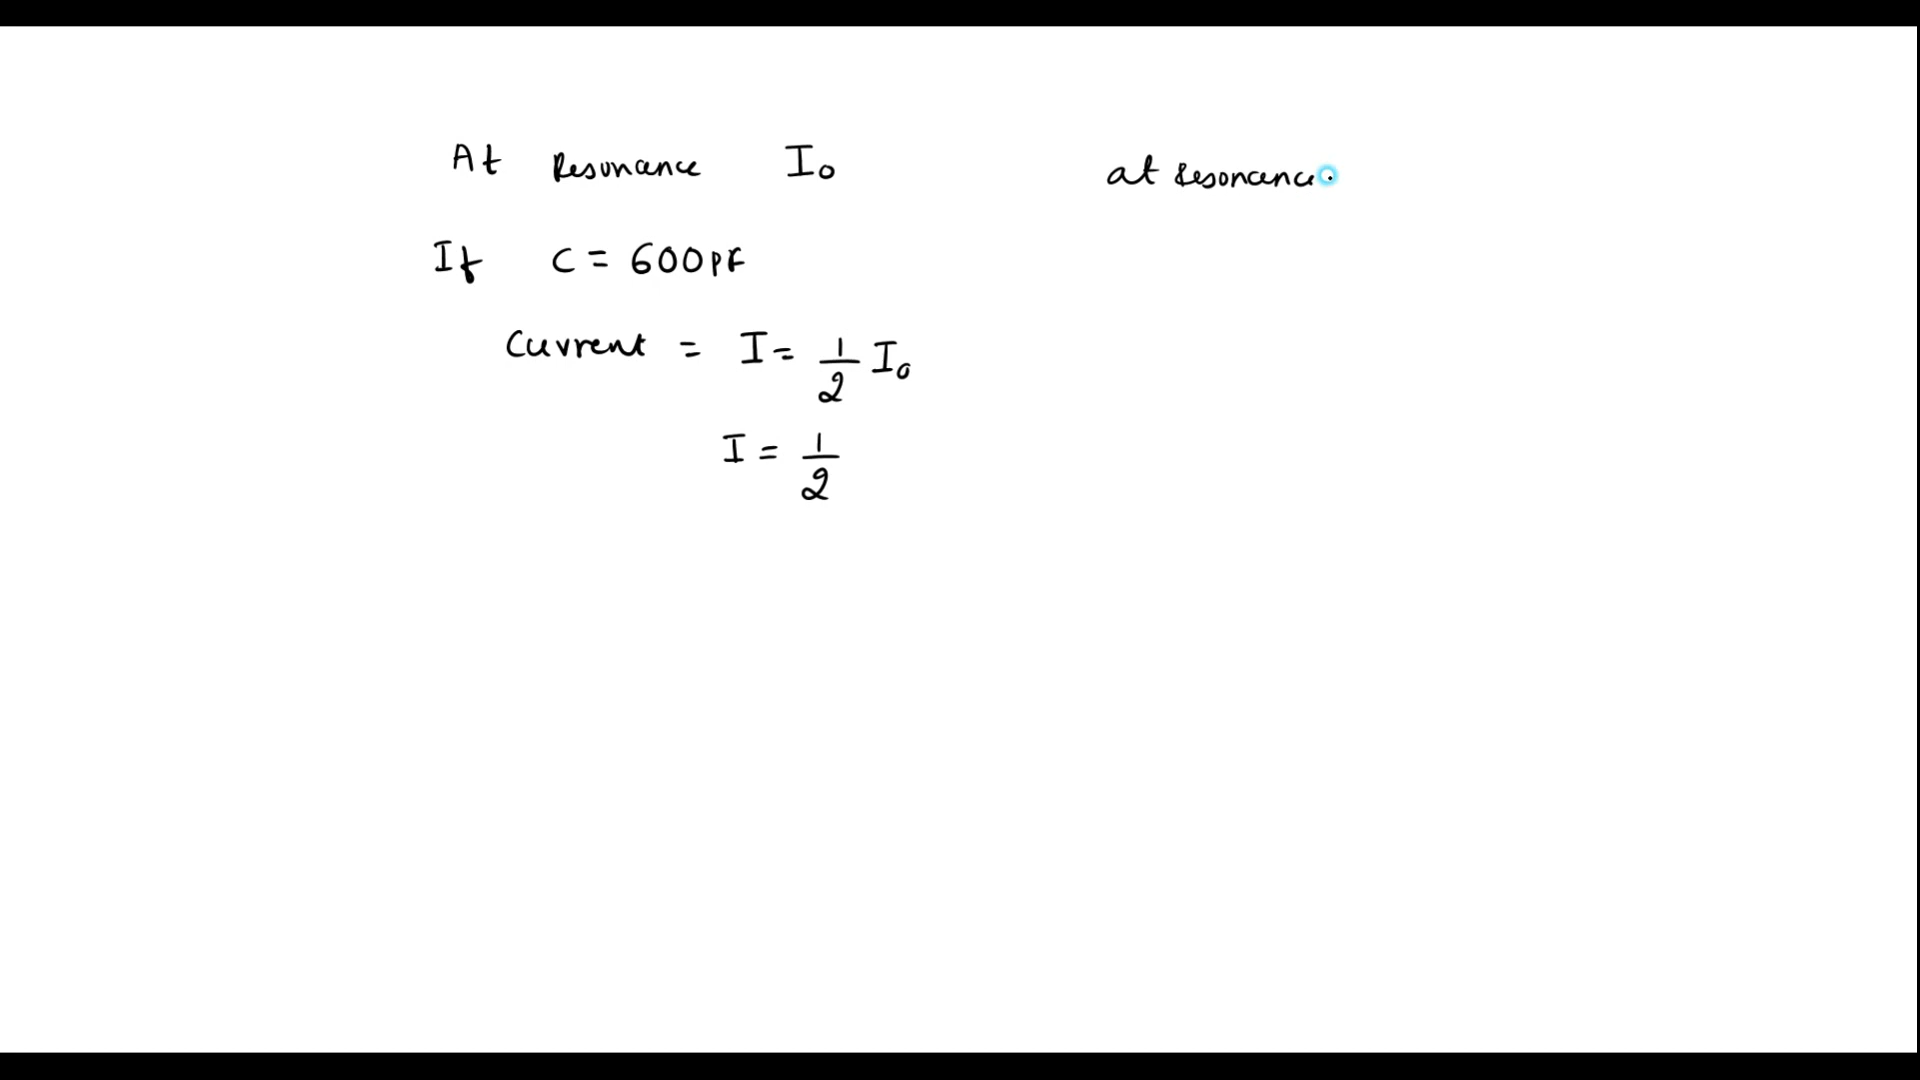 At Resonance I₀
at Resonance
If C = 600pF
Current = I = 1/2 I₀
I = 1/2